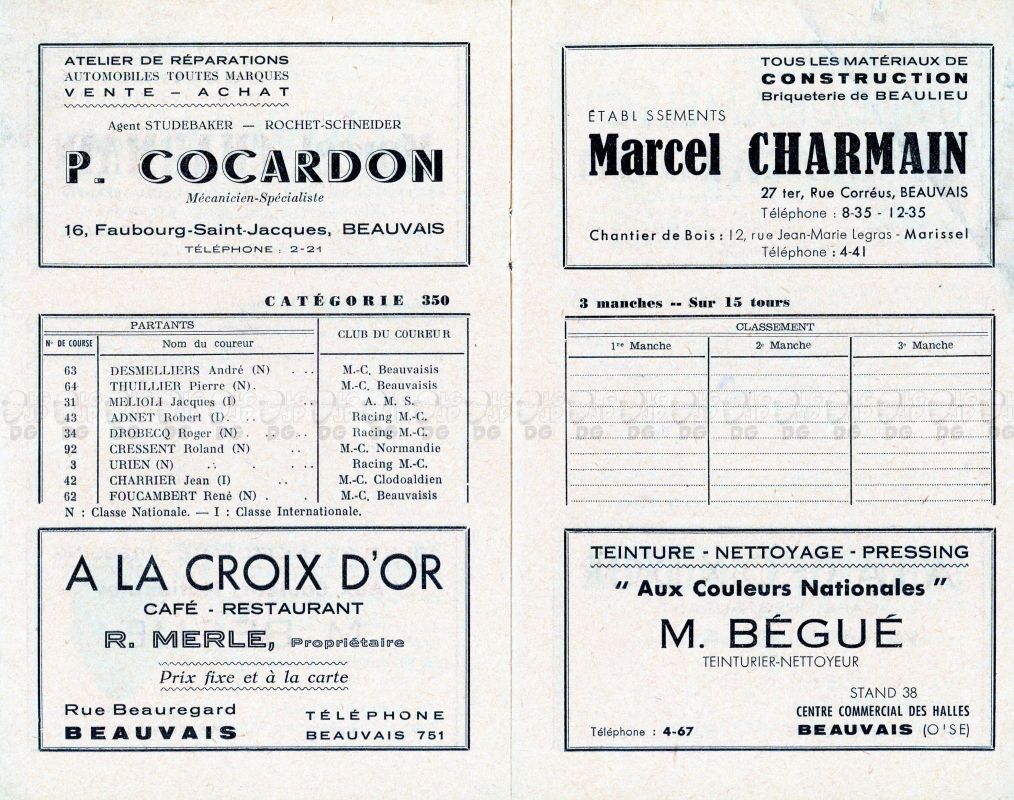 ATELIER DE RÉPARATIONS
AUTOMOBILES TOUTES MARQUES
VENTE — ACHAT
Agent STUDEBAKER — ROCHET-SCHNEIDER
P. COCARDON
Mécanicien-Spécialiste
16, Faubourg-Saint-Jacques, BEAUVAIS
TÉLÉPHONE : 2-21
CATÉGORIE 350
PARTANTS
CLUB DU COUREUR
N° DE COURSE Nom du coureur
63 DESMELLIERS André (N) . .. M.-C. Beauvaisis
64 THUILLIER Pierre (N). M.-C. Beauvaisis
31 MELIOLI Jacques (I) A. M. S.
43 ADNET Robert (I). Racing M.-C.
34 DROBECQ Roger (N) . .. .. Racing M.-C.
92 CRESSENT Roland (N) .. M.-C. Normandie
3 URIEN (N) .. . . .. Racing M.-C.
42 CHARRIER Jean (I) .. M.-C. Clodoaldien
62 FOUCAMBERT René (N) . . M.-C. Beauvaisis
N : Classe Nationale. — I : Classe Internationale.
A LA CROIX D'OR
CAFÉ - RESTAURANT
R. MERLE, Propriétaire
Prix fixe et à la carte
Rue Beauregard
BEAUVAIS
TÉLÉPHONE
BEAUVAIS 751
TOUS LES MATÉRIAUX DE
CONSTRUCTION
Briqueterie de BEAULIEU
ÉTABL SSEMENTS
Marcel CHARMAIN
27 ter, Rue Corréus, BEAUVAIS
Téléphone : 8-35 - 12-35
Chantier de Bois : 12, rue Jean-Marie Legras - Marissel
Téléphone : 4-41
3 manches -- Sur 15 tours
CLASSEMENT
1re Manche 2e Manche 3e Manche
TEINTURE - NETTOYAGE - PRESSING
" Aux Couleurs Nationales "
M. BÉGUÉ
TEINTURIER-NETTOYEUR
STAND 38
CENTRE COMMERCIAL DES HALLES
Téléphone : 4-67 BEAUVAIS (O'SE)